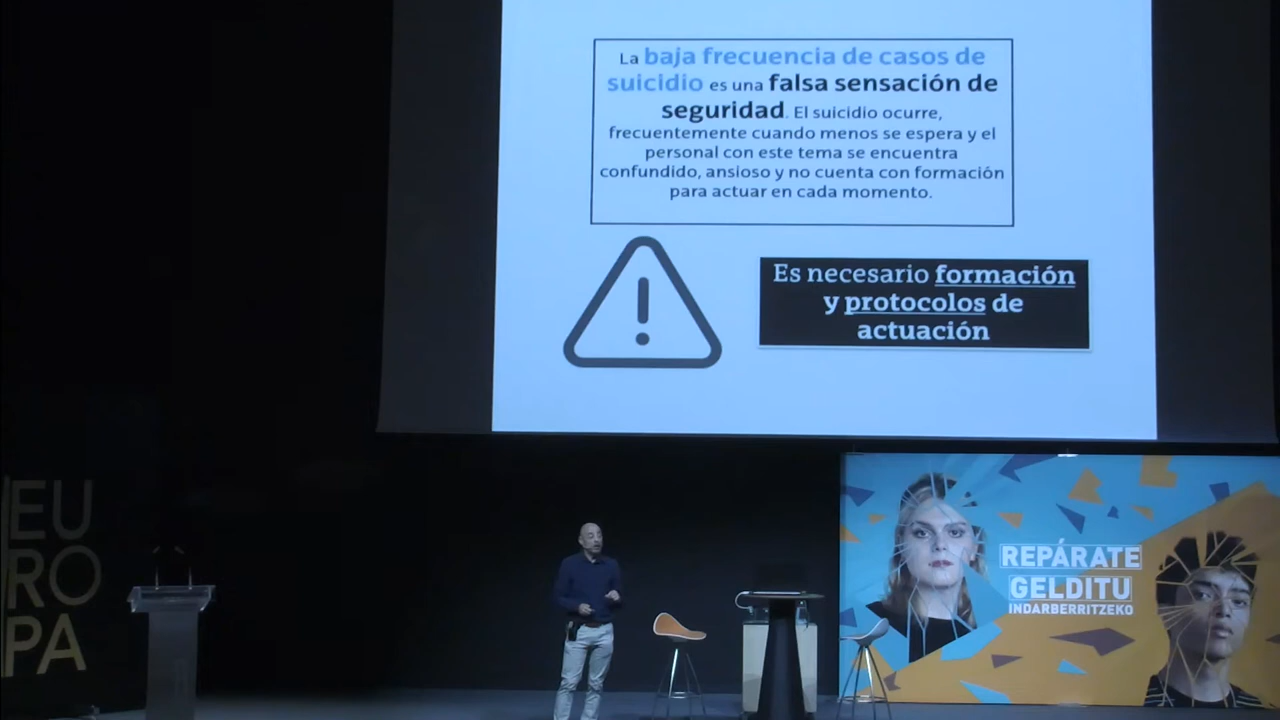 La baja frecuencia de casos de
suicidio es una falsa sensación de
seguridad. El suicidio ocurre,
frecuentemente cuando menos se espera y el
personal con este tema se encuentra
confundido, ansioso y no cuenta con formación
para actuar en cada momento.
Es necesario formación
y protocolos de
actuación
EU
RO
PA
REPÁRATE
GELDITU
INDARBERRITZEKO